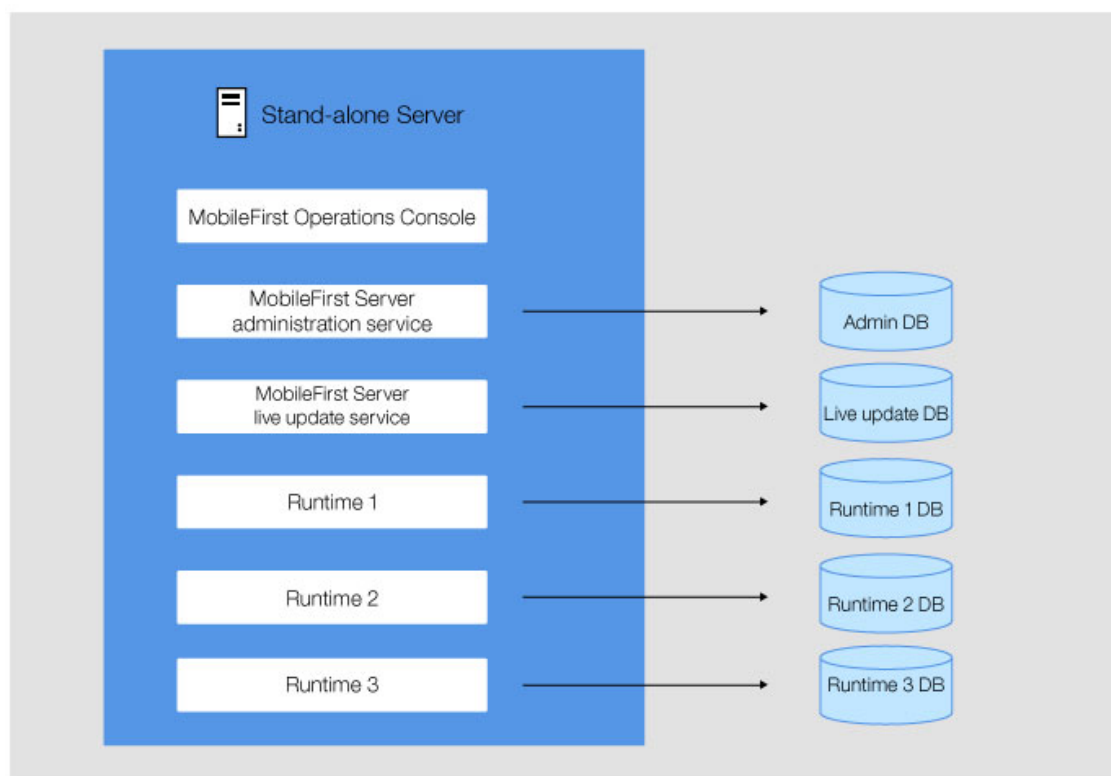 Stand-alone Server
MobileFirst Operations Console
MobileFirst Server
administration service
Admin DB
MobileFirst Server
live update service
Live update DB
Runtime 1
Runtime 1 DB
Runtime 2
Runtime 2 DB
Runtime 3
Runtime 3 DB